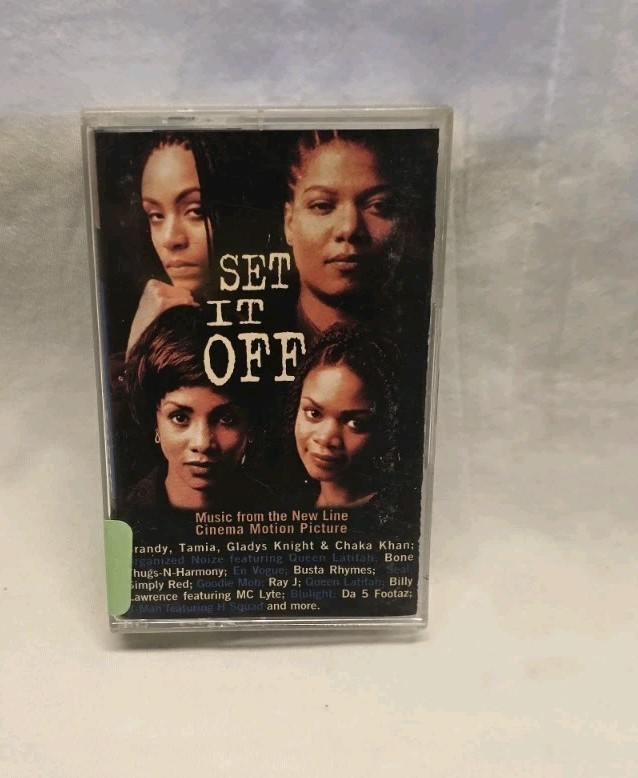 SET
IT
OFF
Music from the New Line
Cinema Motion Picture
randy, Tamia, Gladys Knight & Chaka Khan;
rganized Noize featuring Queen Latifah; Bone
Thugs-N-Harmony; En Vogue; Busta Rhymes; Seal;
Simply Red; Goodie Mob; Ray J; Queen Latifah; Billy
Lawrence featuring MC Lyte; Blulight; Da 5 Footaz;
Man featuring H Squad and more.